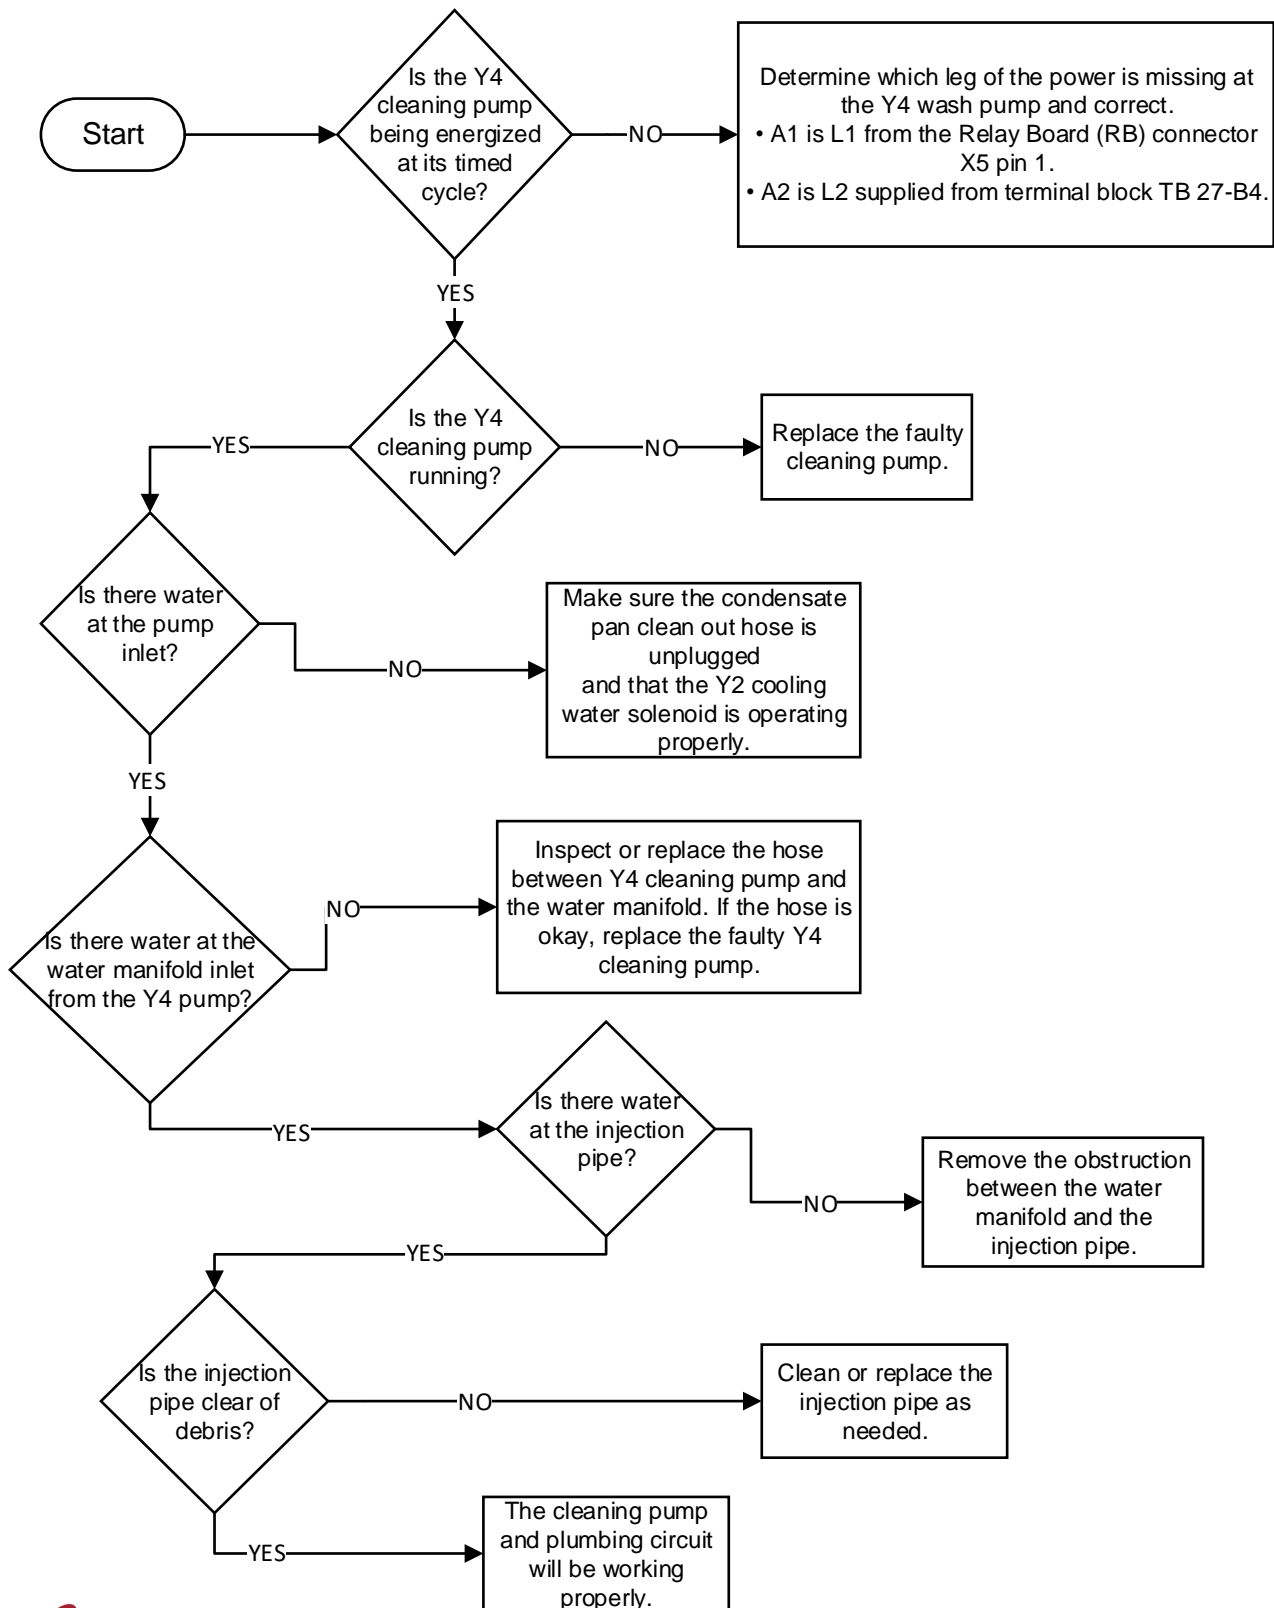 Start
Is the Y4
cleaning pump
being energized
at its timed
cycle?
NO
Determine which leg of the power is missing at
the Y4 wash pump and correct.
• A1 is L1 from the Relay Board (RB) connector
X5 pin 1.
• A2 is L2 supplied from terminal block TB 27-B4.
YES
Is the Y4
cleaning pump
running?
NO
Replace the faulty
cleaning pump.
YES
Is there water
at the pump
inlet?
NO
Make sure the condensate
pan clean out hose is
unplugged
and that the Y2 cooling
water solenoid is operating
properly.
YES
Is there water at the
water manifold inlet
from the Y4 pump?
NO
Inspect or replace the hose
between Y4 cleaning pump and
the water manifold. If the hose is
okay, replace the faulty Y4
cleaning pump.
YES
Is there water
at the injection
pipe?
NO
Remove the obstruction
between the water
manifold and the
injection pipe.
YES
Is the injection
pipe clear of
debris?
NO
Clean or replace the
injection pipe as
needed.
YES
The cleaning pump
and plumbing circuit
will be working
properly.